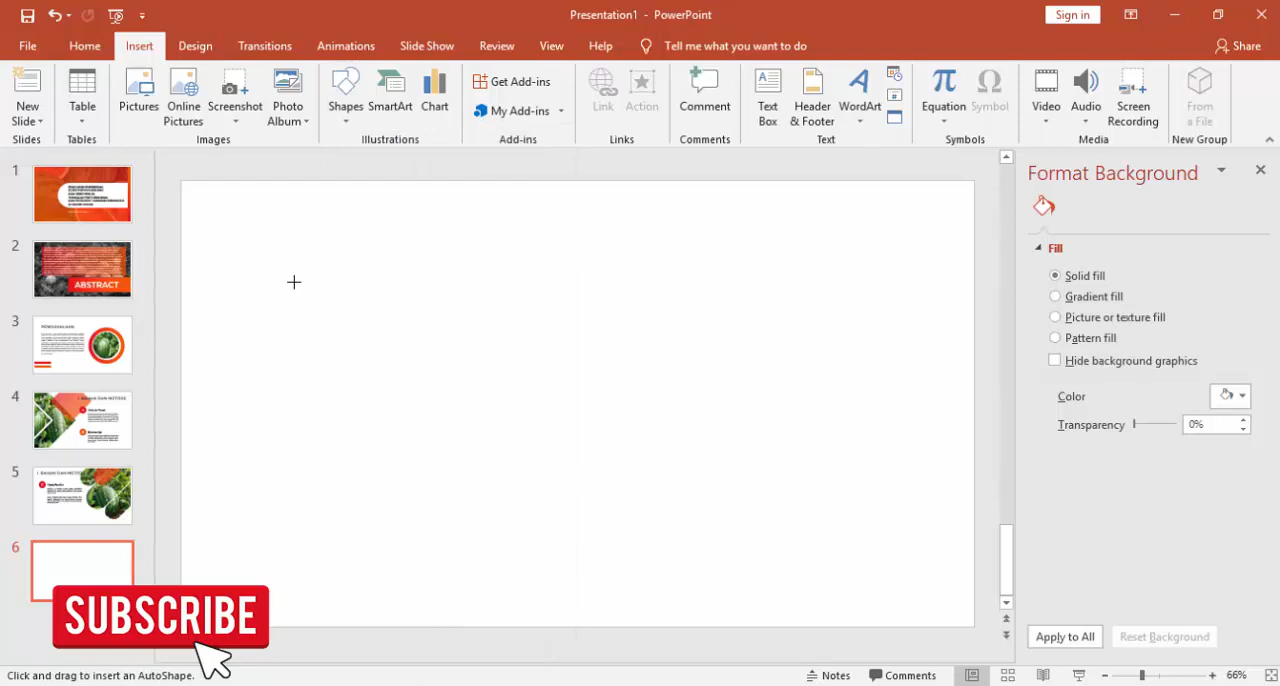 Presentation1 - PowerPoint
Sign in
File Home Insert Design Transitions Animations Slide Show Review View Help Tell me what you want to do Share
New Slide
Table
Pictures
Online Pictures
Screenshot
Photo Album
Shapes
SmartArt
Chart
Get Add-ins
My Add-ins
Link
Action
Comment
Text Box
Header & Footer
WordArt
Equation
Symbol
Video
Audio
Screen Recording
From a File
Slides Tables Images Illustrations Add-ins Links Comments Text Symbols Media New Group
1
2
ABSTRACT
3
4
5
6
SUBSCRIBE
Format Background
Fill
Solid fill
Gradient fill
Picture or texture fill
Pattern fill
Hide background graphics
Color
Transparency 0%
Apply to All Reset Background
Click and drag to insert an AutoShape. Notes Comments 66%